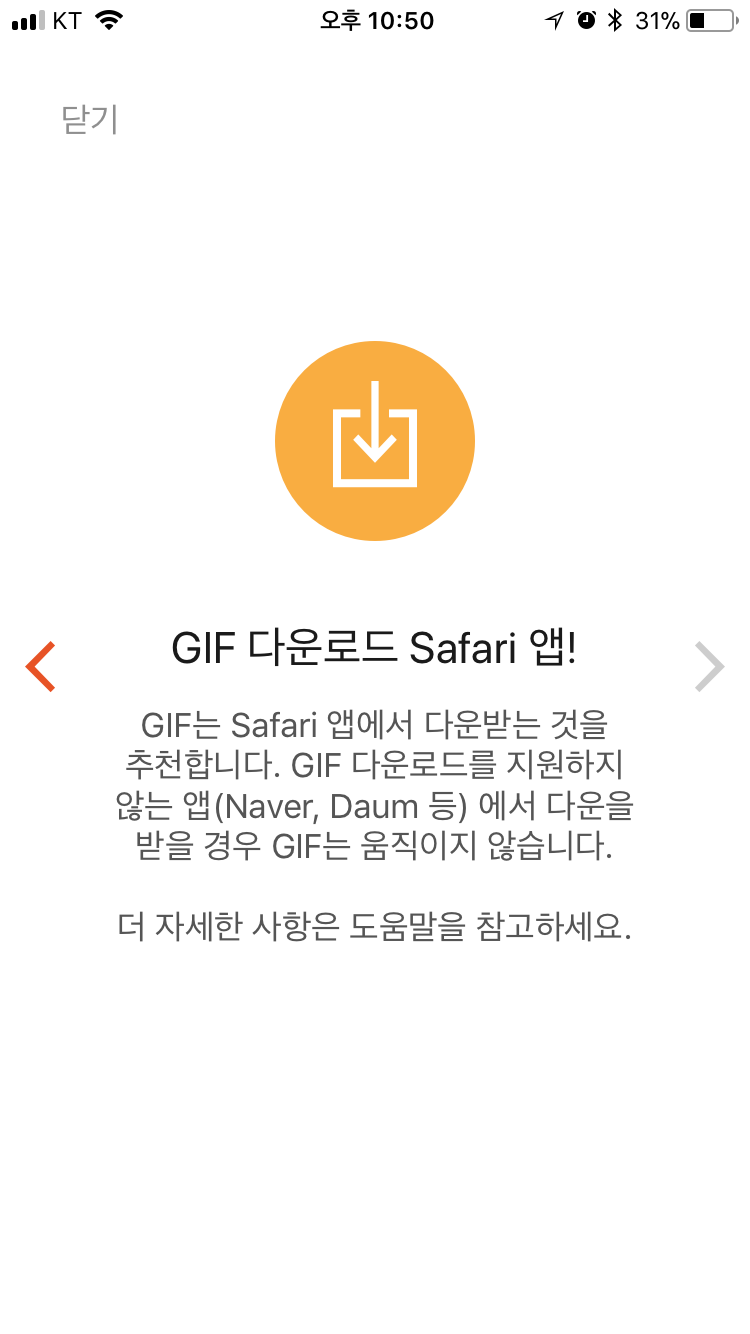 KT 오후 10:50 31%
닫기
GIF 다운로드 Safari 앱!
GIF는 Safari 앱에서 다운받는 것을
추천합니다. GIF 다운로드를 지원하지
않는 앱(Naver, Daum 등) 에서 다운을
받을 경우 GIF는 움직이지 않습니다.
더 자세한 사항은 도움말을 참고하세요.